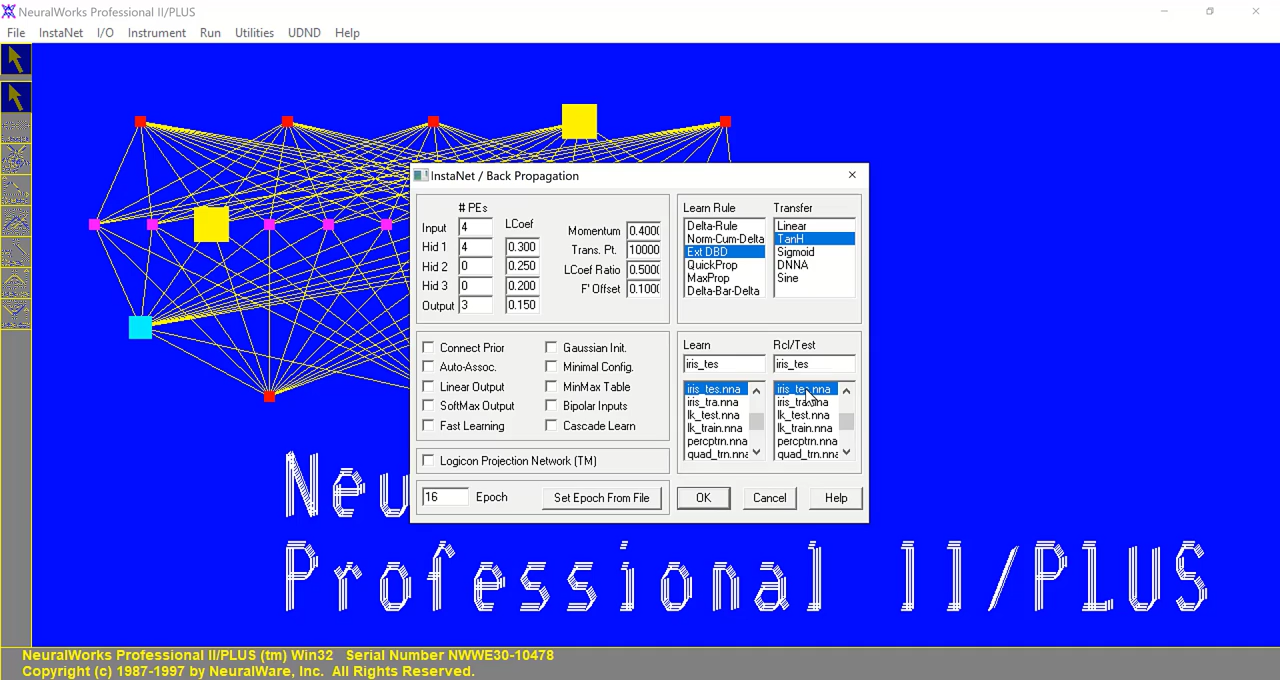 NeuralWorks Professional II/PLUS
File InstaNet I/O Instrument Run Utilities UDND Help
InstaNet / Back Propagation
# PEs
LCoef
Input 4
Hid 1 4 0.300
Hid 2 0 0.250
Hid 3 0 0.200
Output 3 0.150
Momentum 0.4000
Trans. Pt. 10000
LCoef Ratio 0.5000
F' Offset 0.1000
Learn Rule
Delta-Rule
Norm-Cum-Delta
Ext DBD
QuickProp
MaxProp
Delta-Bar-Delta
Transfer
Linear
TanH
Sigmoid
DNNA
Sine
Connect Prior
Auto-Assoc.
Linear Output
SoftMax Output
Fast Learning
Gaussian Init.
Minimal Config.
MinMax Table
Bipolar Inputs
Cascade Learn
Logicon Projection Network (TM)
16 Epoch Set Epoch From File
Learn
iris_tes
iris_tes.nna
iris_tra.nna
lk_test.nna
lk_train.nna
percptrn.nna
quad_trn.nna
Rcl/Test
iris_tes
iris_tes.nna
iris_tra.nna
lk_test.nna
lk_train.nna
percptrn.nna
quad_trn.nna
OK Cancel Help
Neu
Professional II/PLUS
NeuralWorks Professional II/PLUS (tm) Win32 Serial Number NWWE30-10478
Copyright (c) 1987-1997 by NeuralWare, Inc. All Rights Reserved.